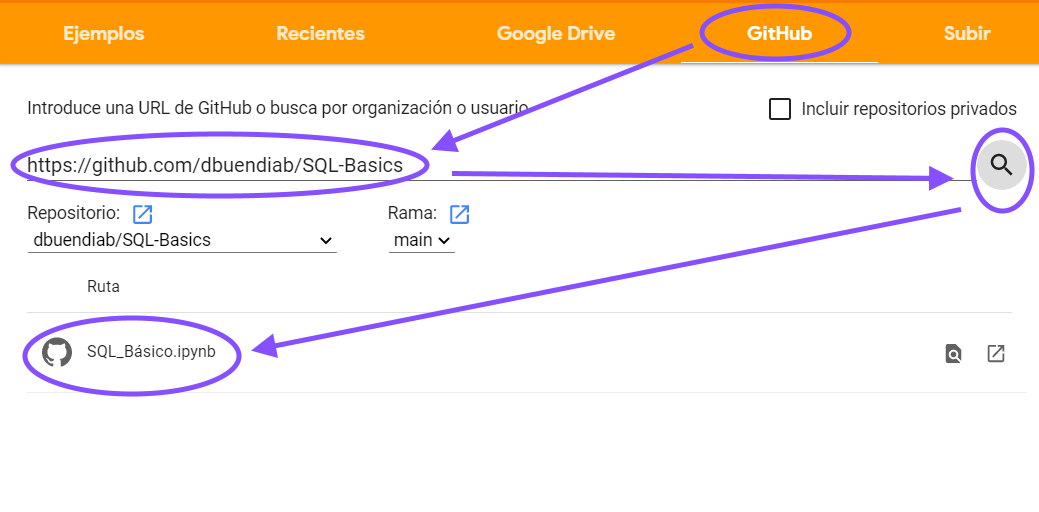 Ejemplos Recientes Google Drive GitHub Subir
Introduce una URL de GitHub o busca por organización o usuario Incluir repositorios privados
https://github.com/dbuendiab/SQL-Basics
Repositorio: Rama:
dbuendiab/SQL-Basics main
Ruta
SQL_Básico.ipynb